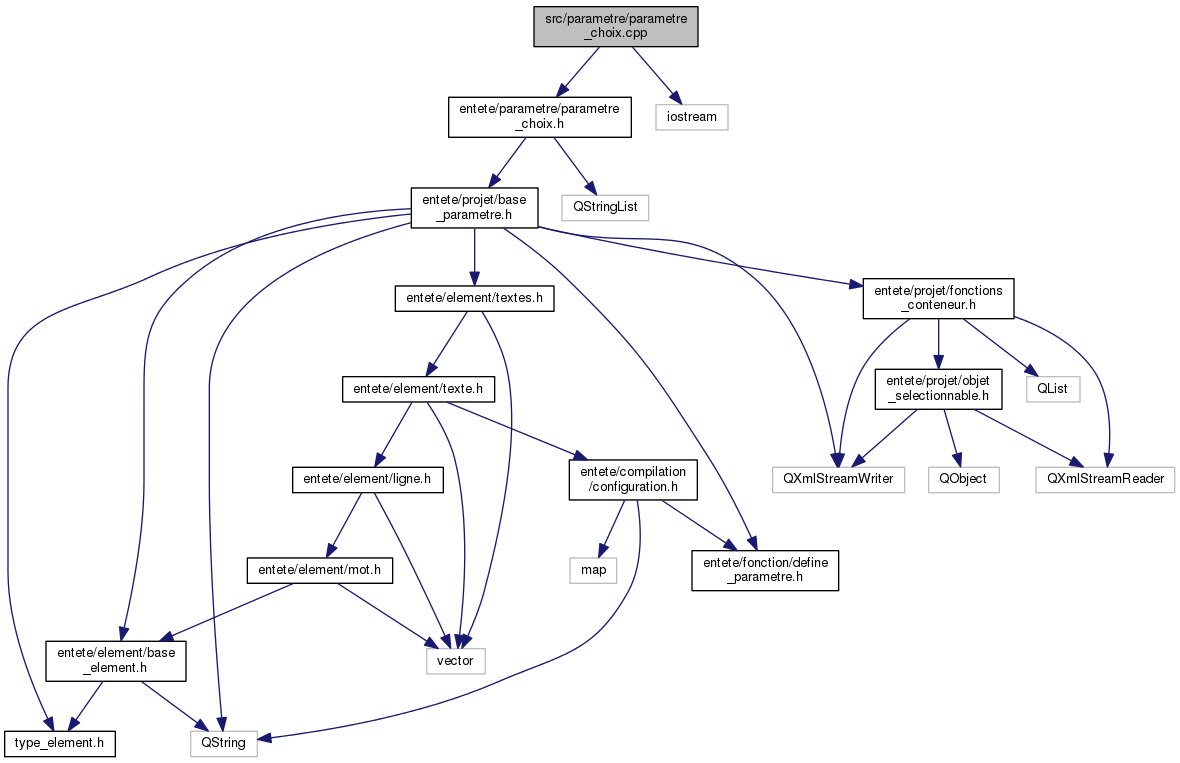 src/parametre/parametre
_choix.cpp
entete/parametre/parametre
_choix.h
iostream
entete/projet/base
_parametre.h
QStringList
entete/element/textes.h
entete/projet/fonctions
_conteneur.h
entete/element/texte.h
entete/projet/objet
_selectionnable.h
QList
entete/element/ligne.h
entete/compilation
/configuration.h
QXmlStreamWriter
QObject
QXmlStreamReader
entete/element/mot.h
map
entete/fonction/define
_parametre.h
entete/element/base
_element.h
vector
type_element.h
QString